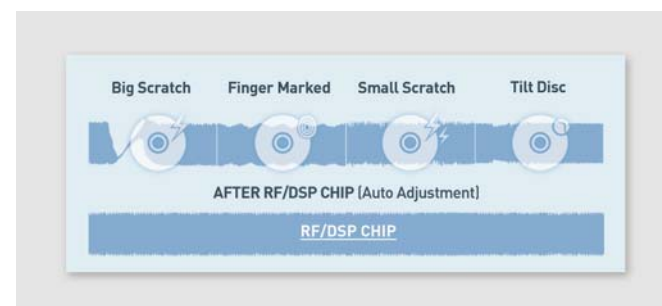 Big Scratch Finger Marked Small Scratch Tilt Disc
AFTER RF/DSP CHIP (Auto Adjustment)
RF/DSP CHIP